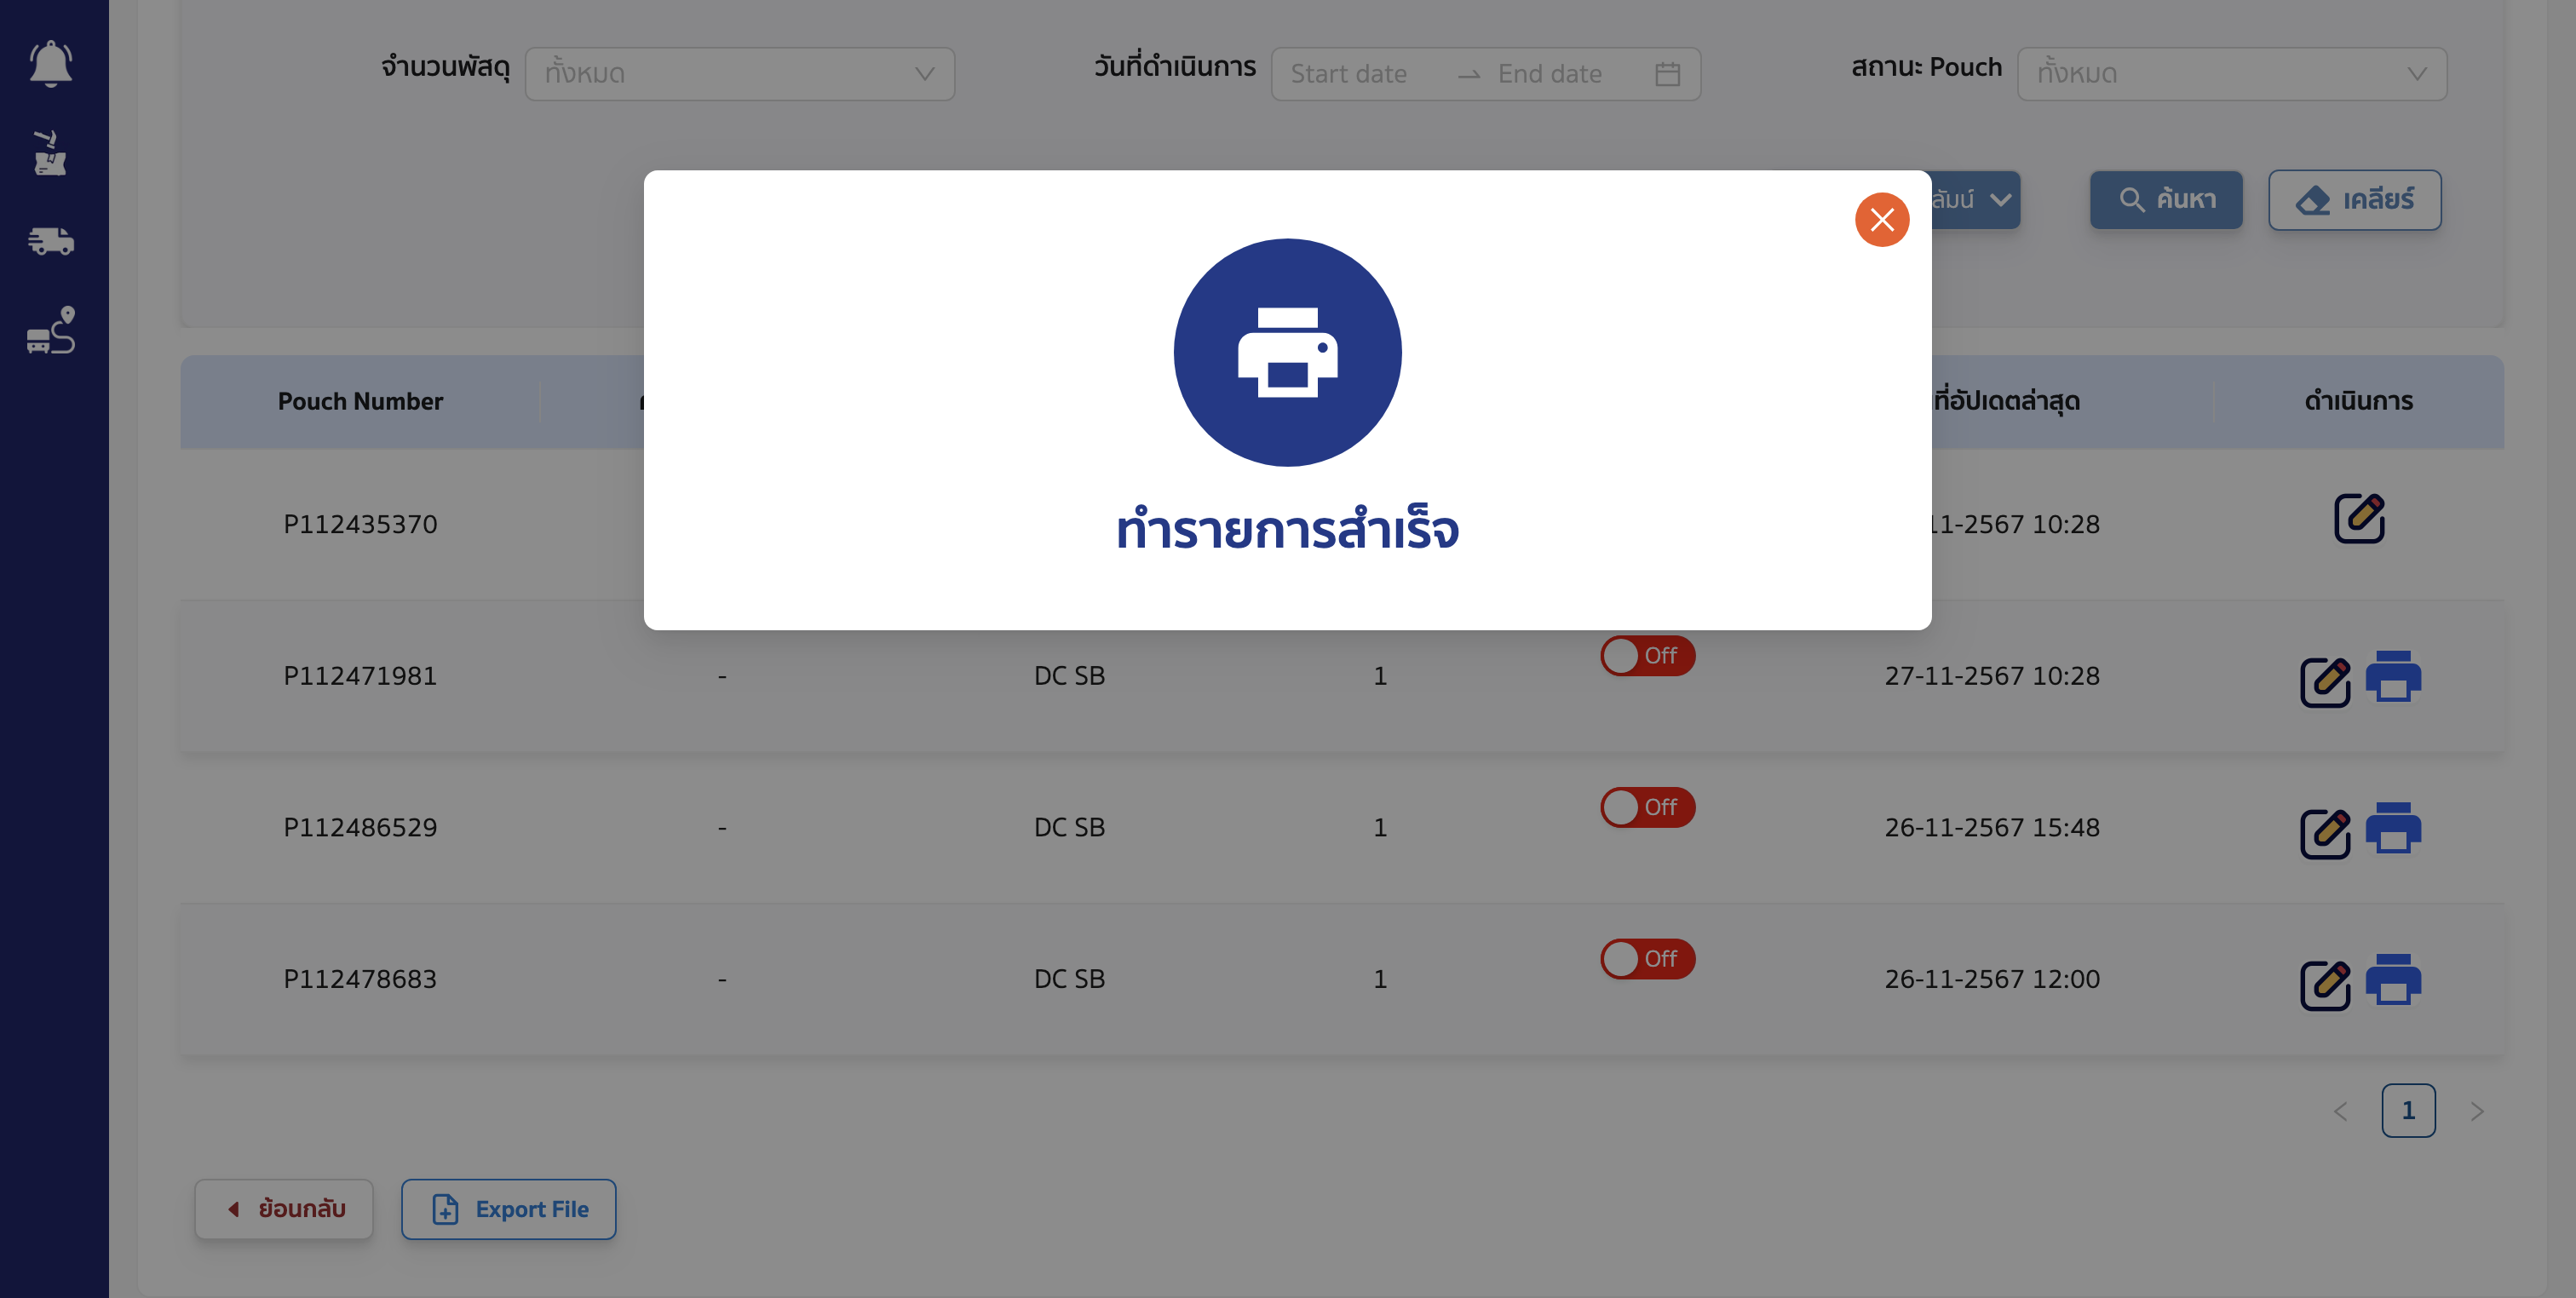 จำนวนพัสดุ ทั้งหมด วันที่ดำเนินการ Start date End date สถานะ Pouch ทั้งหมด
ค้นหา เคลียร์
Pouch Number ที่อัปเดตล่าสุด ดำเนินการ
ทำรายการสำเร็จ
P112435370 11-2567 10:28
P112471981 - DC SB 1 Off 27-11-2567 10:28
P112486529 - DC SB 1 Off 26-11-2567 15:48
P112478683 - DC SB 1 Off 26-11-2567 12:00
1
ย้อนกลับ Export File